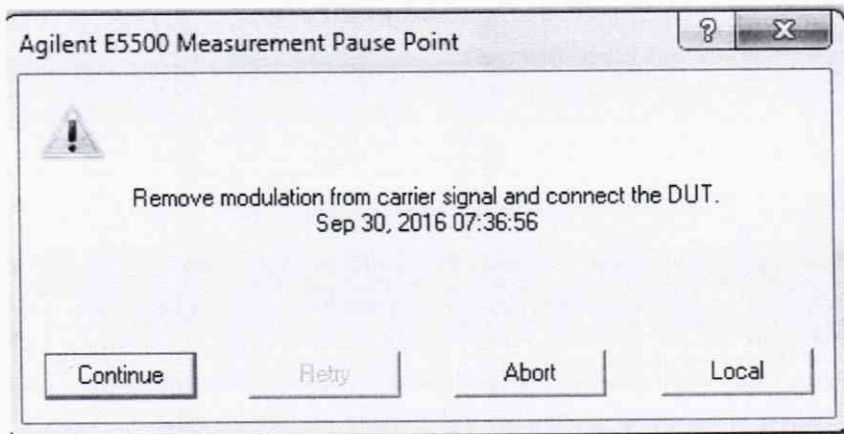 Agilent E5500 Measurement Pause Point
Remove modulation from carrier signal and connect the DUT.
Sep 30, 2016 07:36:56
Continue
Retry
Abort
Local